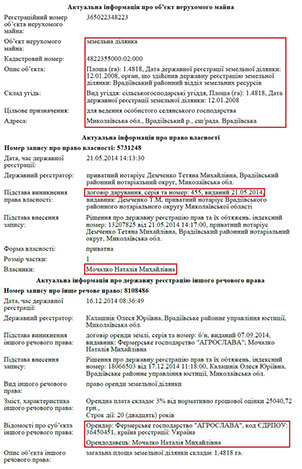 Актуальна інформація про об'єкт нерухомого майна
Реєстраційний номер 365022348223
об'єкта нерухомого
майна:
Об'єкт нерухомого земельна ділянка
майна:
Кадастровий номер: 4822355000:02:000
Опис об'єкта: Площа (га): 1.4818, Дата державної реєстрації земельної ділянки:
12.01.2008, орган, що здійснив державну реєстрацію земельної
ділянки: Врадіївський районний відділ земельних ресурсів
Склад угідь: Вид угіддя: сільськогосподарські угіддя, Площа (га): 1.4818, Дата
державної реєстрації земельної ділянки: 12.01.2008
Цільове призначення: для ведення особистого селянського господарства
Адреса: Миколаївська обл., Врадіївський р., сщ/рада. Врадіївка
Актуальна інформація про право власності
Номер запису про право власності: 5731248
Дата, час державної 21.05.2014 14:13:30
реєстрації:
Державний реєстратор: приватний нотаріус Демченко Тетяна Михайлівна, Врадіївський
районний нотаріальний округ, Миколаївська обл.
Підстава виникнення договір дарування, серія та номер: 455, виданий 21.05.2014,
права власності: видавник: Демченко Т.М, приватний нотаріус Врадіївського
районного нотаріального округу Миколаївської області
Підстава внесення Рішення про державну реєстрацію прав та їх обтяжень, індексний
запису: номер: 13207825 від 21.05.2014 14:17:00, приватний нотаріус
Демченко Тетяна Михайлівна, Врадіївський районний нотаріальний
округ, Миколаївська обл.
Форма власності: приватна
Розмір частки: 1
Власники: Мочалко Наталія Михайлівна
Актуальна інформація про державну реєстрацію іншого речового права
Номер запису про інше речове право: 8108486
Дата, час державної 16.12.2014 08:36:49
реєстрації:
Державний реєстратор: Калашнік Олеся Юріївна, Врадіївське районне управління юстиції,
Миколаївська обл.
Підстава виникнення договір оренди землі, серія та номер: б/н, виданий 07.09.2014,
іншого речового права: видавник: Фермерське господарство "АГРОСЛАВА"; Мочалко
Наталія Михайлівна
Підстава внесення Рішення про державну реєстрацію прав та їх обтяжень, індексний
запису: номер: 18066503 від 17.12.2014 11:18:00, Калашнік Олеся Юріївна,
Врадіївське районне управління юстиції, Миколаївська обл.
Вид іншого речового права: право оренди земельної ділянки
Зміст, характеристика Орендна плата складає 3% від нормативно грошової оцінки 25040,72
іншого речового права: грн.,
Строк дії: 20 (двадцять) років
Відомості про суб'єкта Орендар: Фермерське господарство "АГРОСЛАВА", код ЄДРПОУ:
іншого речового права: 36450451, країна реєстрації: Україна
Орендодавець: Мочалко Наталія Михайлівна
Опис об'єкта іншого загальна площа земельної ділянки складає 1,4818 га.
речового права: